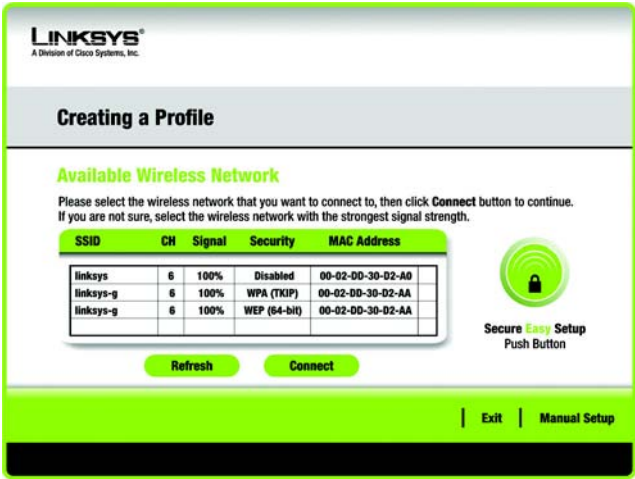 LINKSYS®
A Division of Cisco Systems, Inc.
Creating a Profile
Available Wireless Network
Please select the wireless network that you want to connect to, then click Connect button to continue.
If you are not sure, select the wireless network with the strongest signal strength.
SSID CH Signal Security MAC Address
linksys 6 100% Disabled 00-02-DD-30-D2-A0
linksys-g 6 100% WPA (TKIP) 00-02-DD-30-D2-AA
linksys-g 6 100% WEP (64-bit) 00-02-DD-30-D2-AA
Secure Easy Setup
Push Button
Refresh Connect
Exit Manual Setup